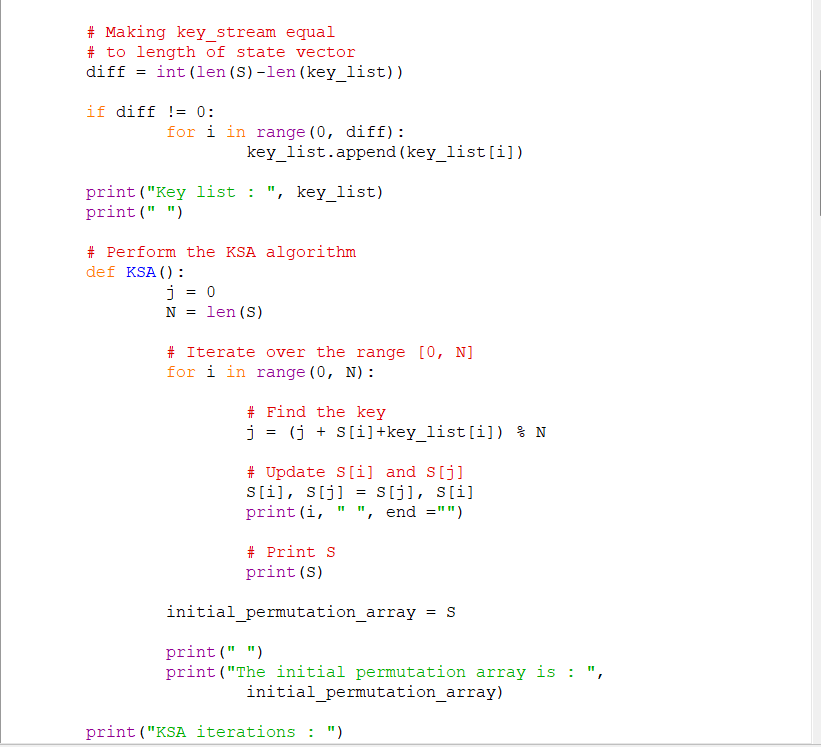 # Making key_stream equal
# to length of state vector
diff = int(len(S)-len(key_list))
if diff != 0:
for i in range(0, diff):
key_list.append(key_list[i])
print("Key list : ", key_list)
print(" ")
# Perform the KSA algorithm
def KSA():
j = 0
N = len(S)
# Iterate over the range [0, N]
for i in range(0, N):
# Find the key
j = (j + S[i]+key_list[i]) % N
# Update S[i] and S[j]
S[i], S[j] = S[j], S[i]
print(i, " ", end ="")
# Print S
print(S)
initial_permutation_array = S
print(" ")
print("The initial permutation array is : ",
initial_permutation_array)
print("KSA iterations : ")